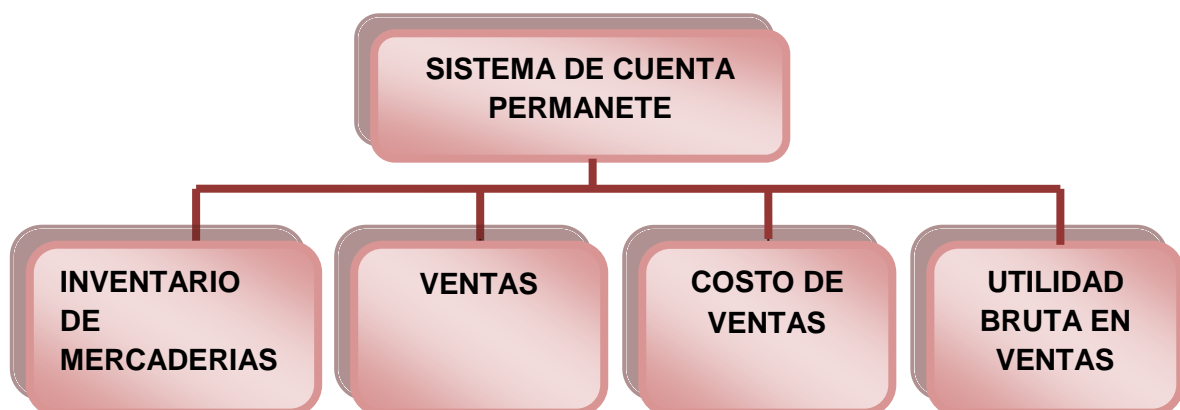 SISTEMA DE CUENTA
PERMANETE
INVENTARIO
DE
MERCADERIAS
VENTAS
COSTO DE
VENTAS
UTILIDAD
BRUTA EN
VENTAS